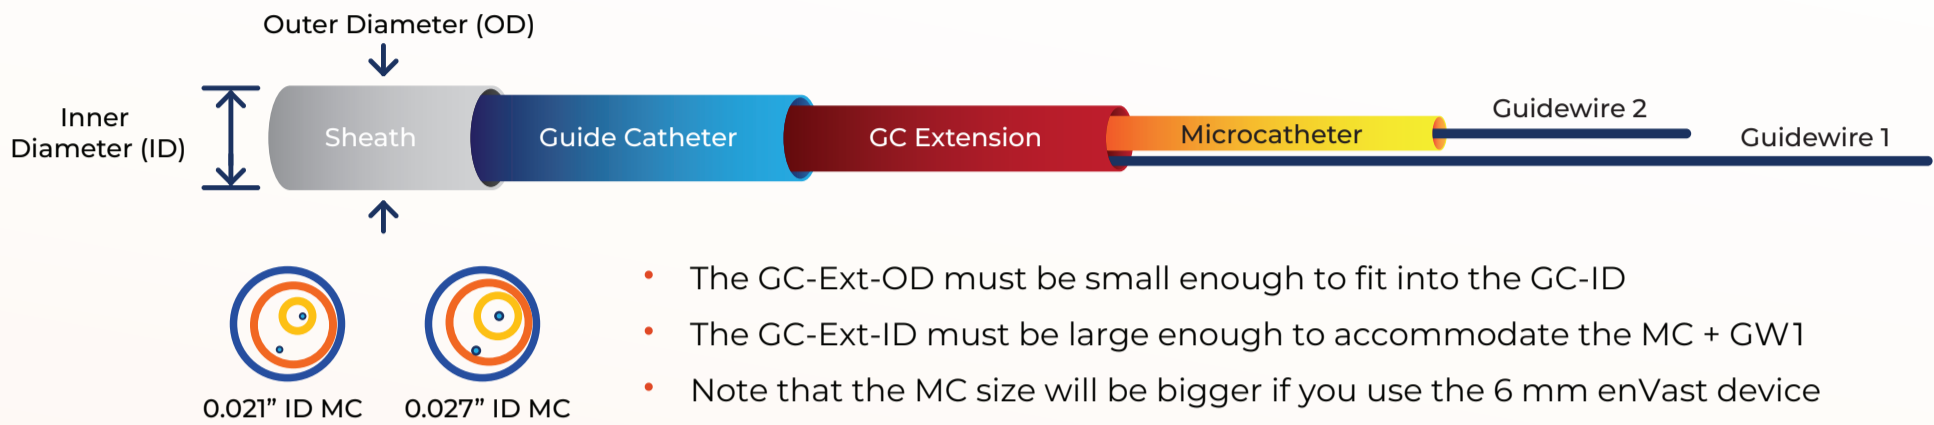 Outer Diameter (OD)
Inner
Diameter (ID)
Sheath
Guide Catheter
GC Extension
Microcatheter
Guidewire 2
Guidewire 1
0.021” ID MC
0.027” ID MC
• The GC-Ext-OD must be small enough to fit into the GC-ID
• The GC-Ext-ID must be large enough to accommodate the MC + GW1
• Note that the MC size will be bigger if you use the 6 mm enVast device